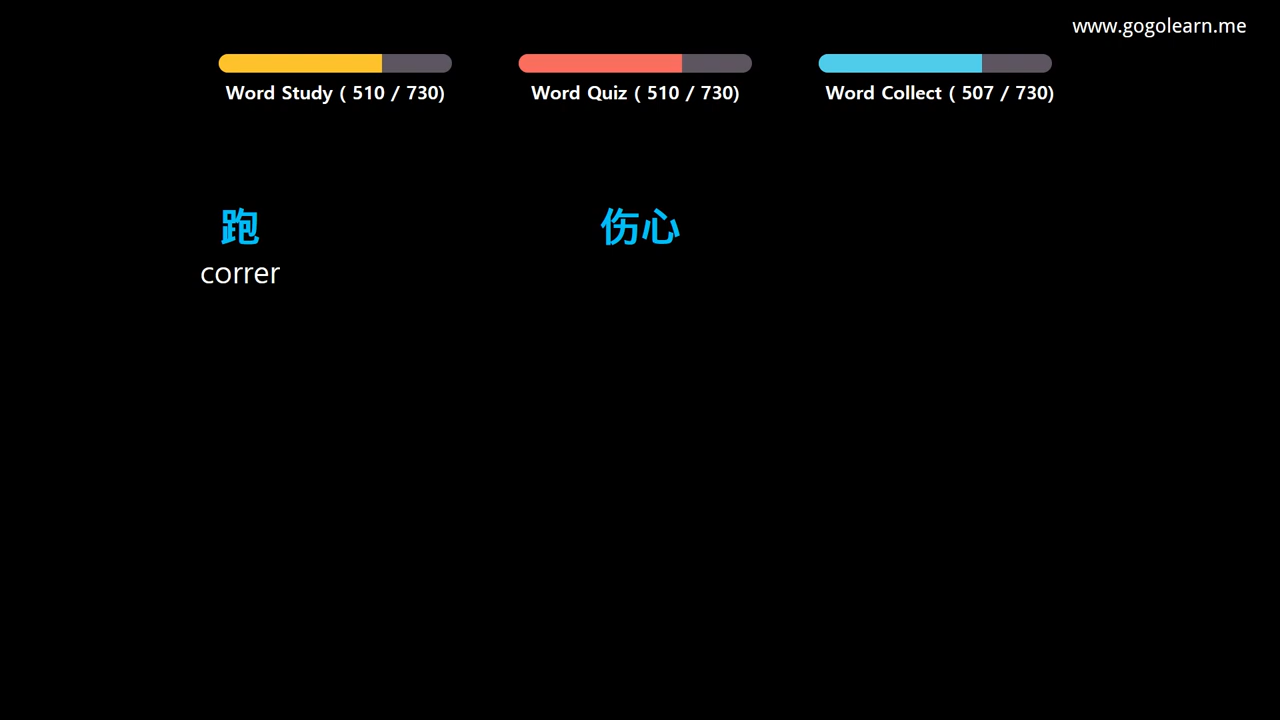 www.gogolearn.me
Word Study ( 510 / 730)
Word Quiz ( 510 / 730)
Word Collect ( 507 / 730)
跑
伤心
correr